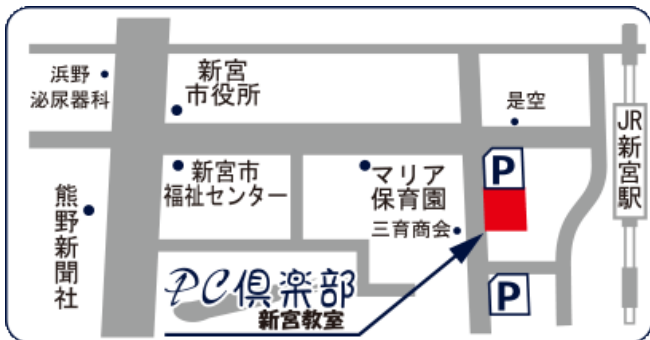 浜野
泌尿器科
新宮
市役所
是空
JR新宮駅
新宮市
福祉センター
マリア
保育園
P
熊野新聞社
三育商会
PC倶楽部
新宮教室
P